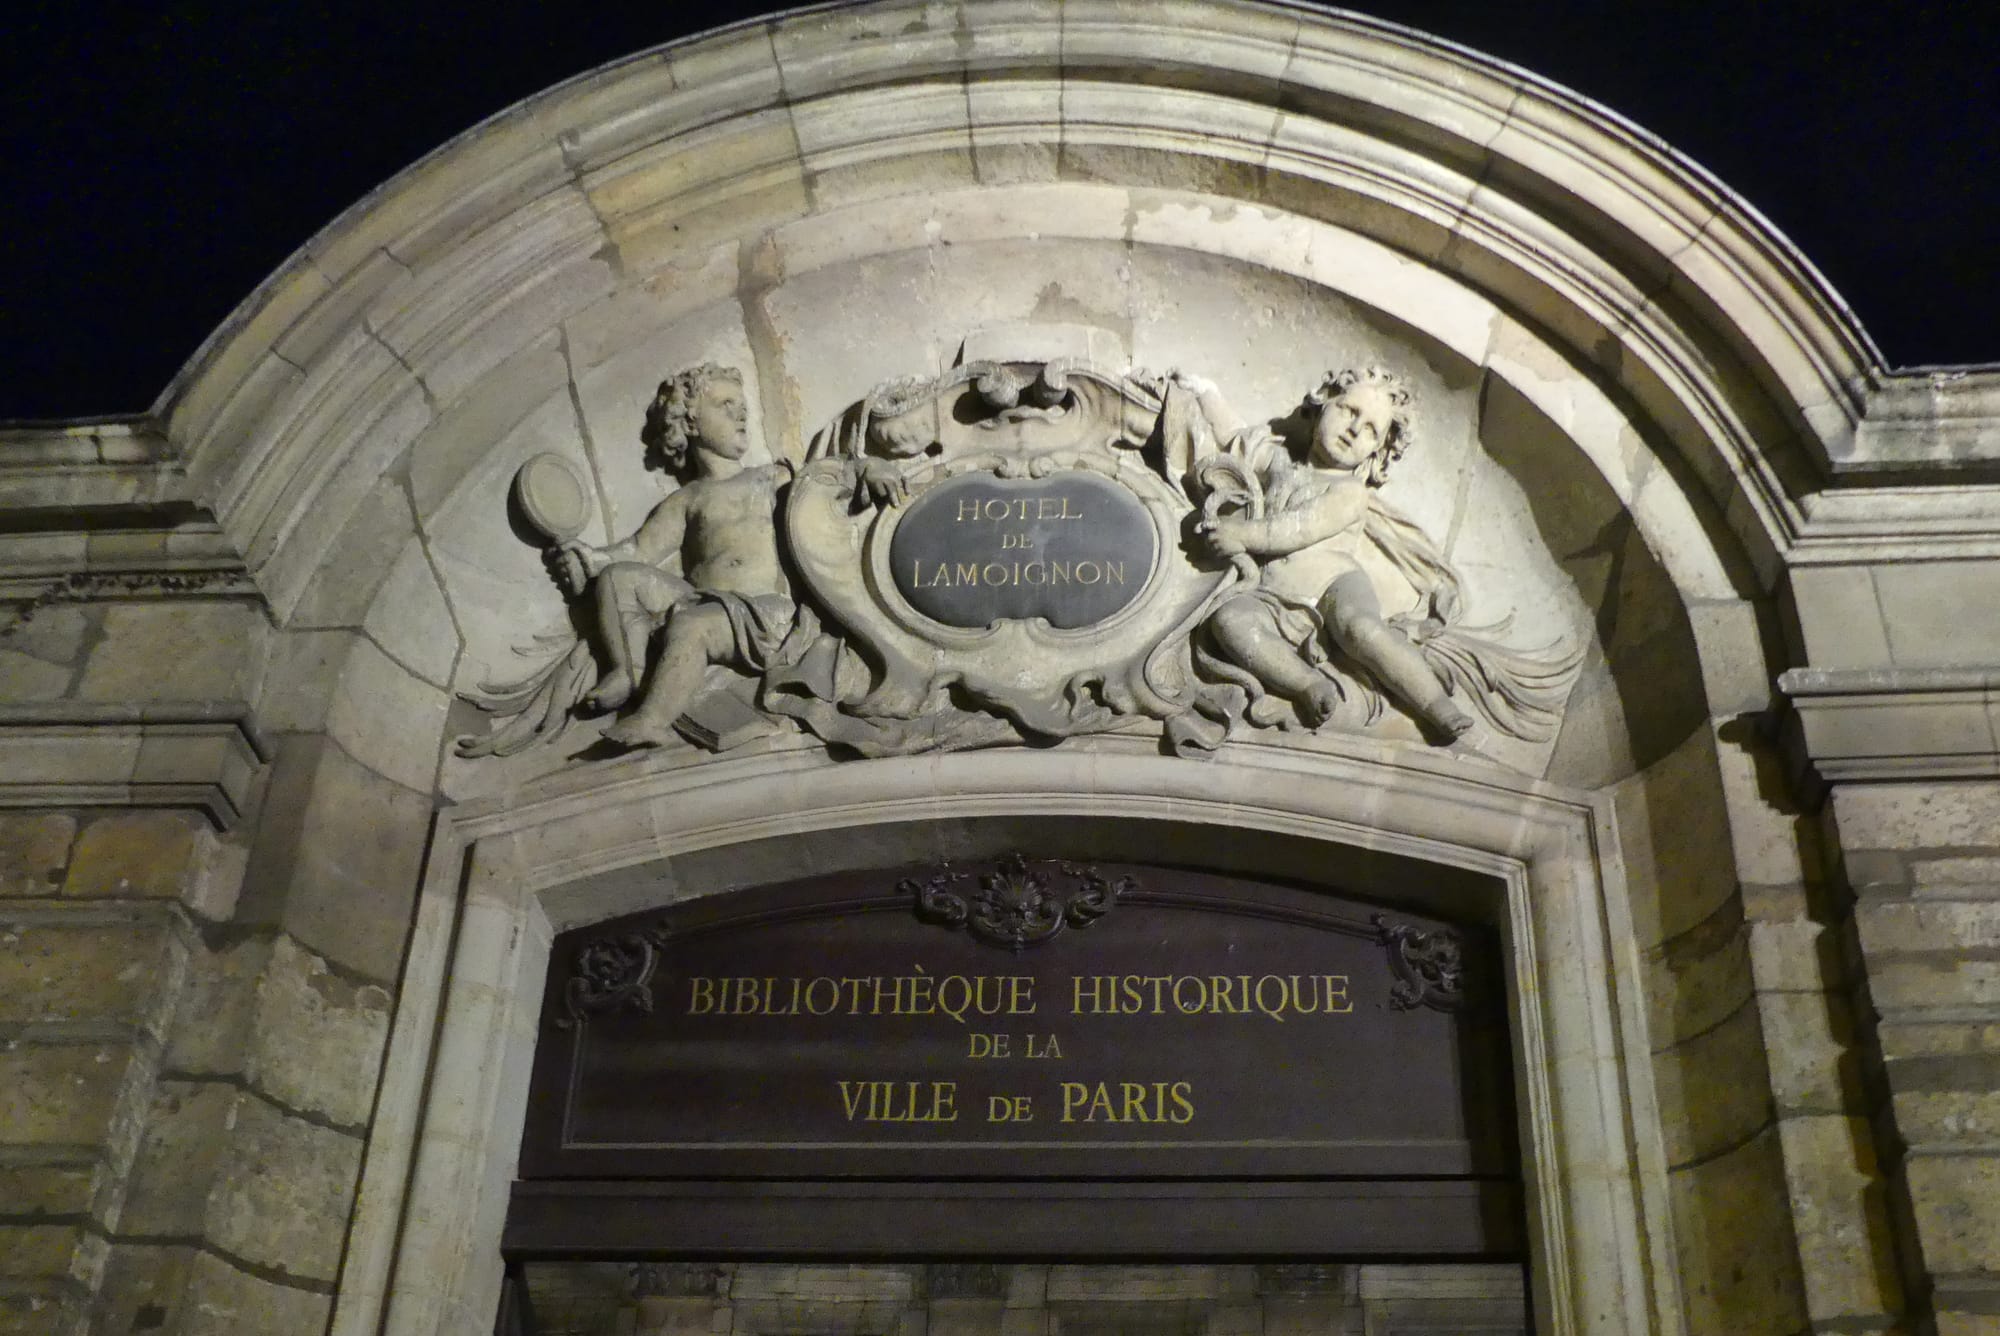 HOTEL
DE
LAMOIGNON
BIBLIOTHÈQUE HISTORIQUE
DE LA
VILLE DE PARIS